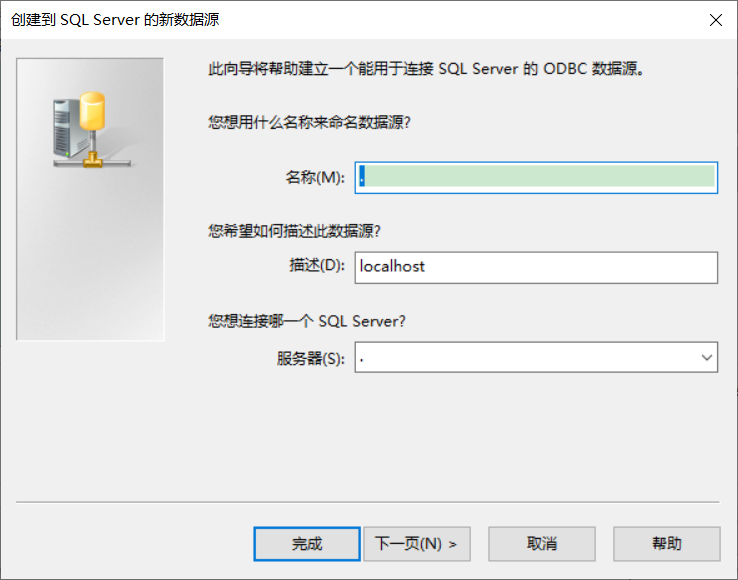 创建到 SQL Server 的新数据源
此向导将帮助建立一个能用于连接 SQL Server 的 ODBC 数据源。
您想用什么名称来命名数据源?
名称(M): .
您希望如何描述此数据源?
描述(D): localhost
您想连接哪一个 SQL Server?
服务器(S): .
完成 下一页(N) > 取消 帮助